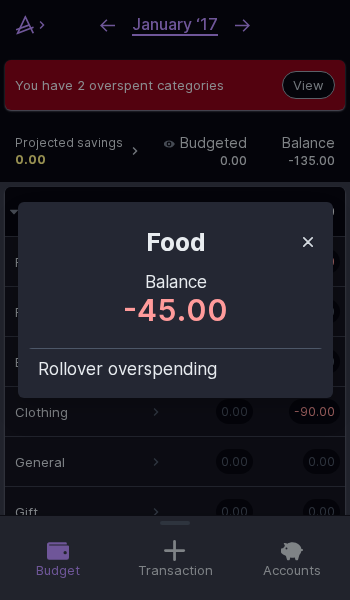 January '17
You have 2 overspent categories
View
Projected savings
0.00
Budgeted
0.00
Balance
-135.00
Food
Balance
-45.00
Rollover overspending
Clothing 0.00 -90.00
General 0.00 0.00
Gift 0.00 0.00
Budget
Transaction
Accounts